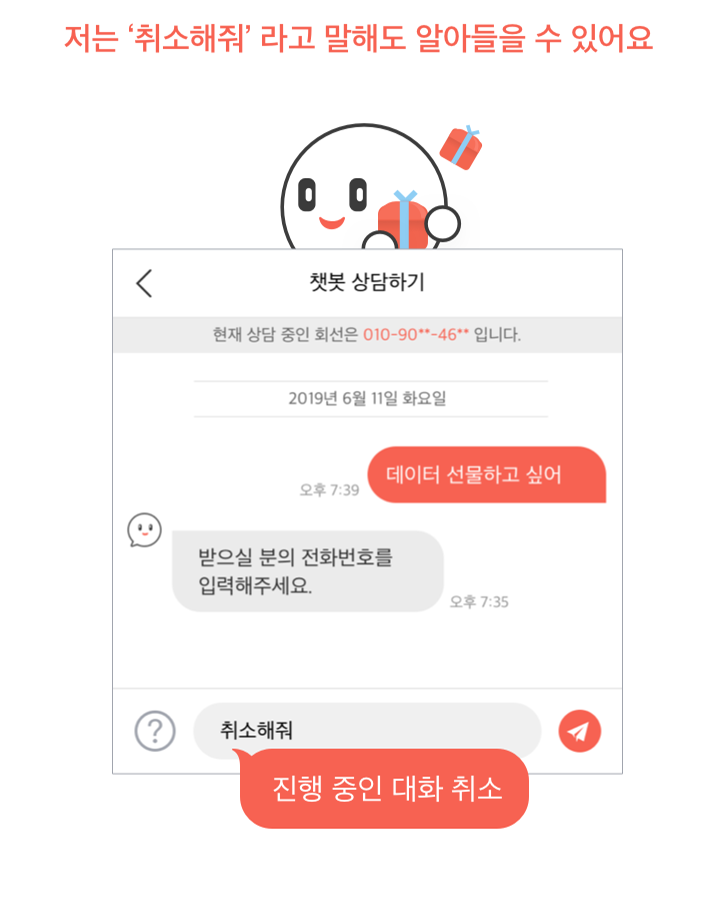 저는 ‘취소해줘’ 라고 말해도 알아들을 수 있어요
챗봇 상담하기
현재 상담 중인 회선은 010-90**-46** 입니다.
2019년 6월 11일 화요일
데이터 선물하고 싶어
오후 7:39
받으실 분의 전화번호를
입력해주세요.
오후 7:35
취소해줘
진행 중인 대화 취소